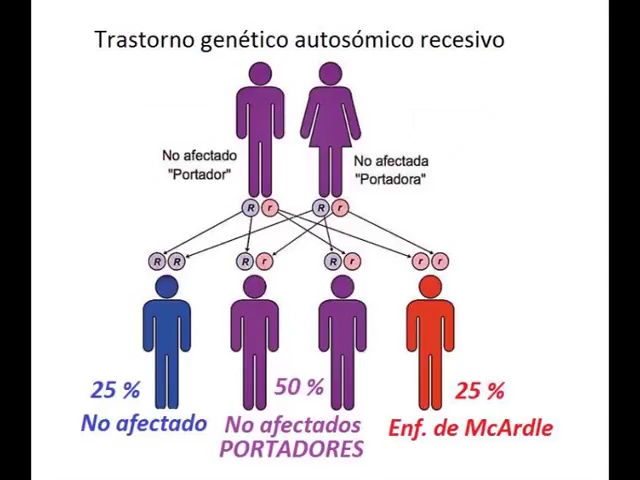 Trastorno genético autosómico recesivo
No afectado
"Portador"
No afectada
"Portadora"
R r R r
R R R r R r r r
25 %
No afectado
50 %
No afectados
PORTADORES
25 %
Enf. de McArdle